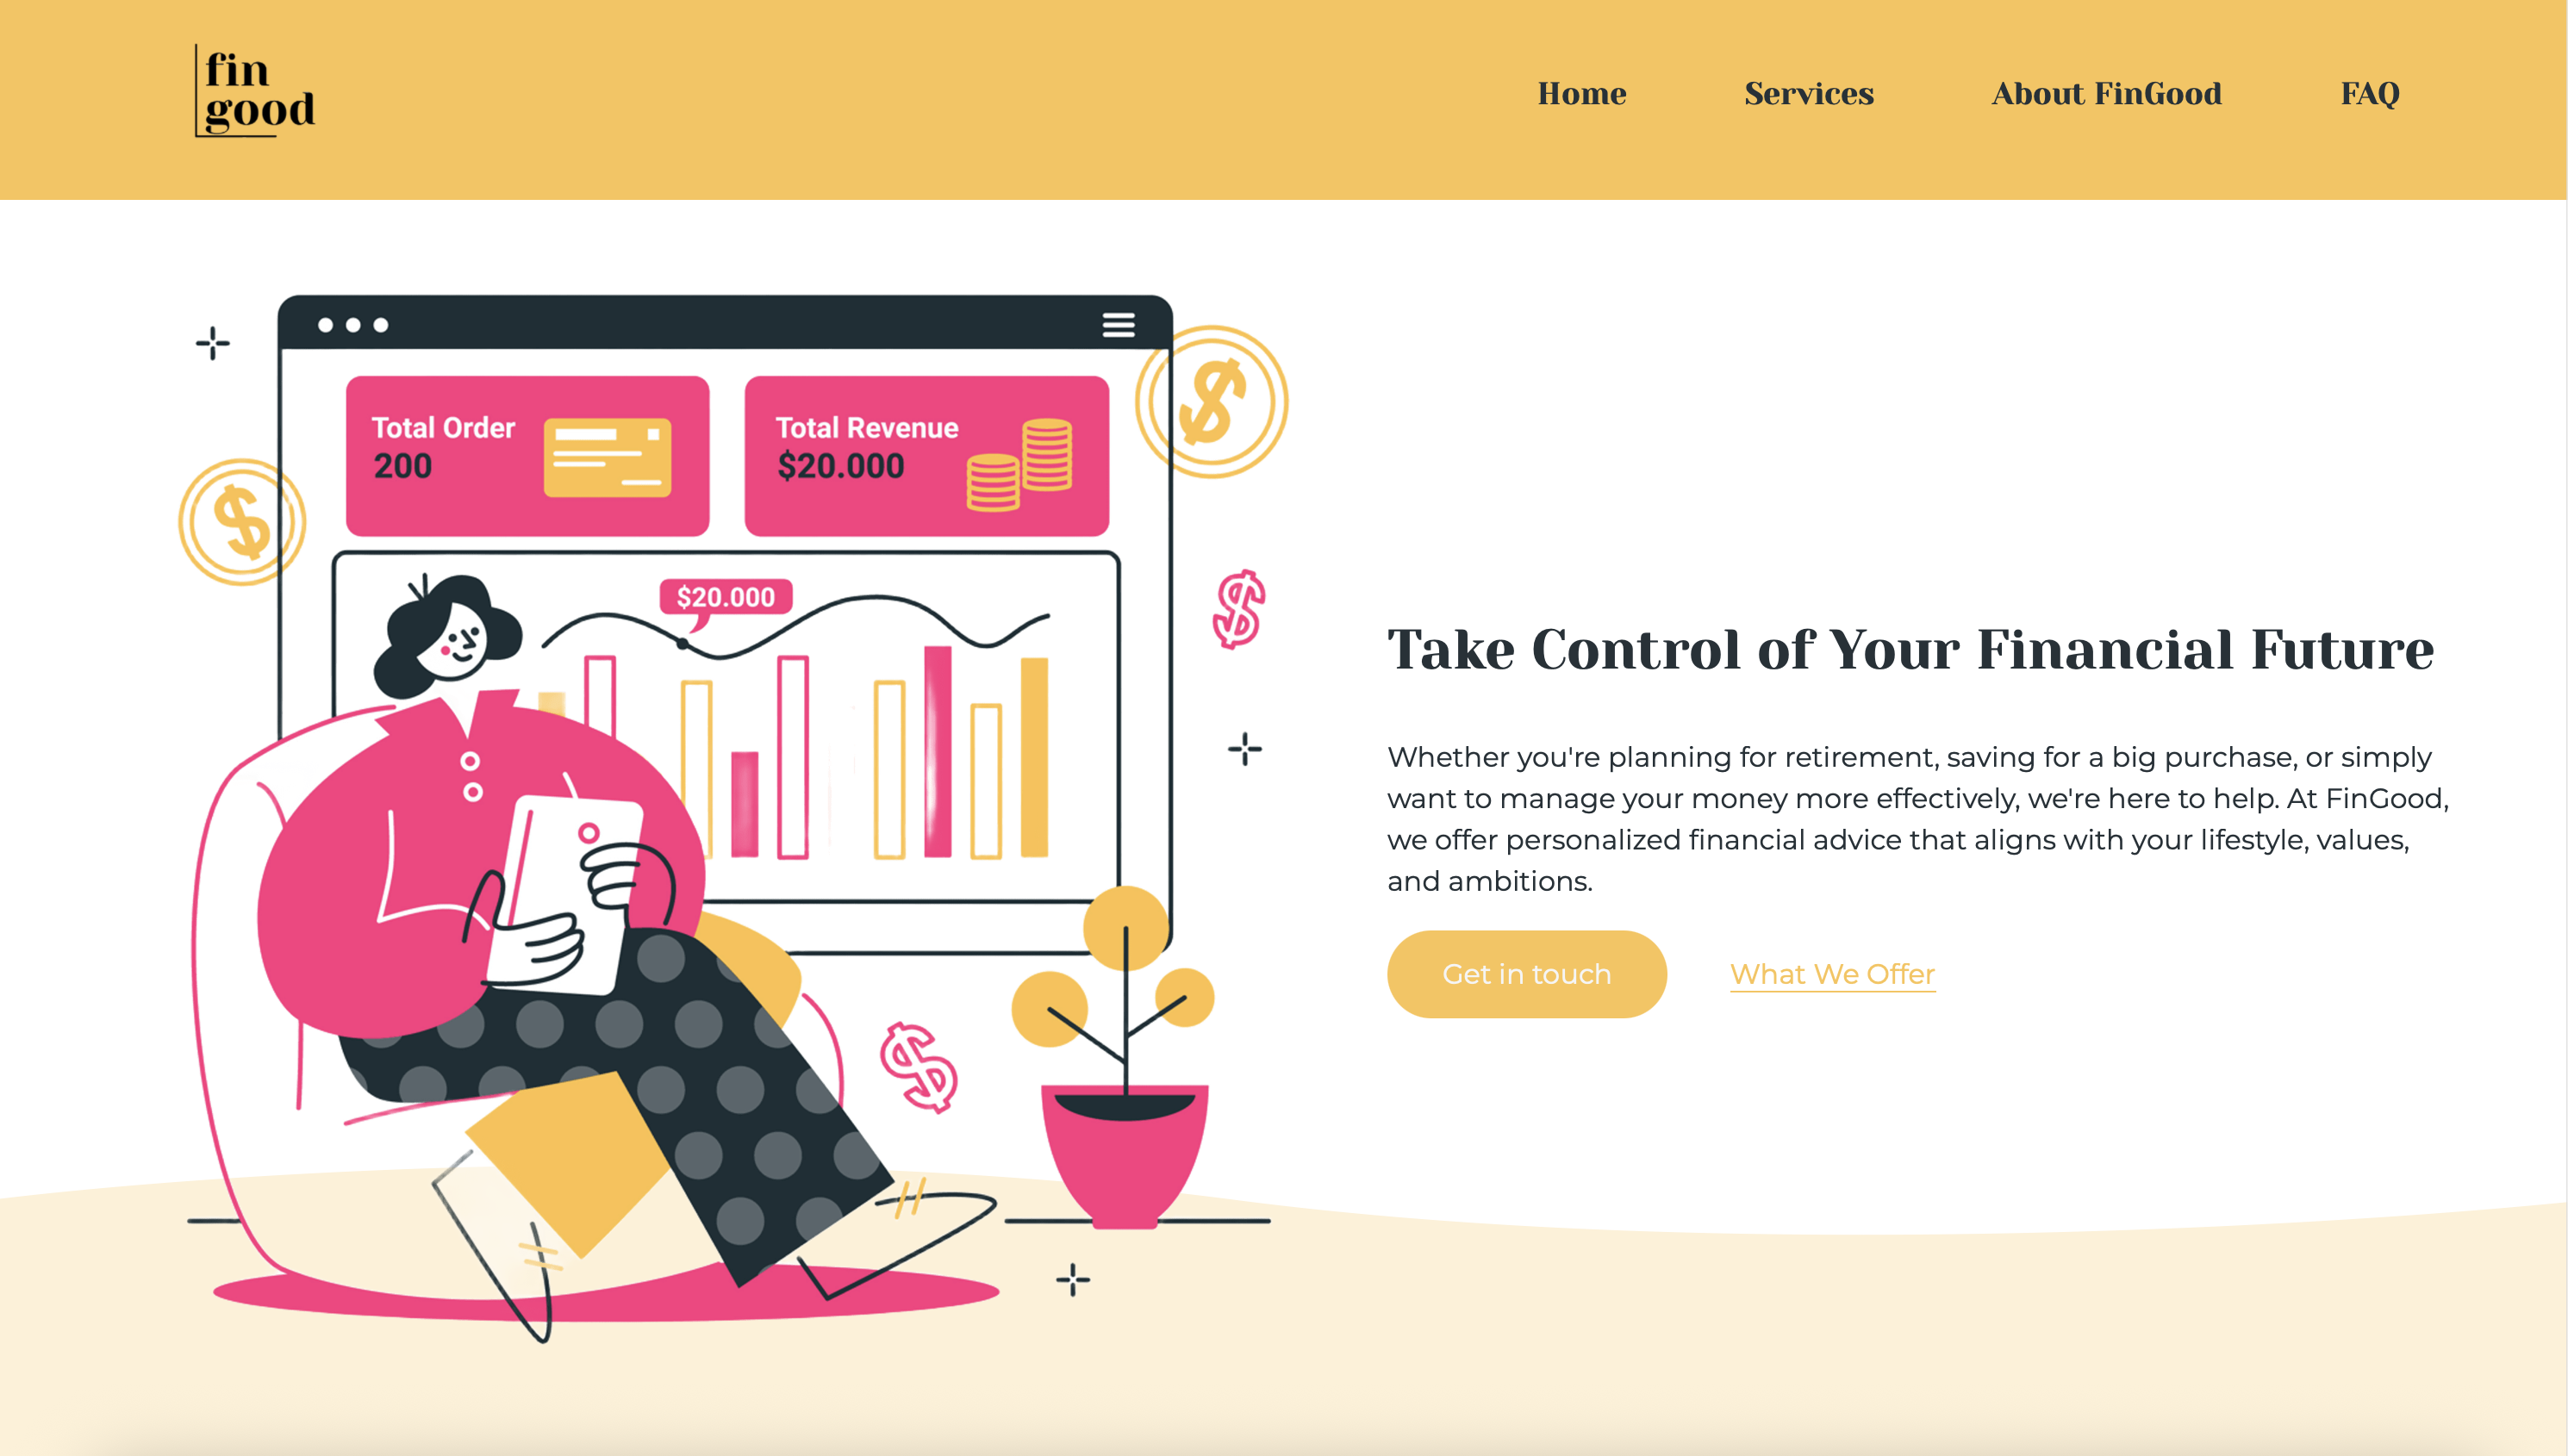 fin
good
Home Services About FinGood FAQ
Total Order
200
Total Revenue
$20.000
$20.000
Take Control of Your Financial Future
Whether you're planning for retirement, saving for a big purchase, or simply
want to manage your money more effectively, we're here to help. At FinGood,
we offer personalized financial advice that aligns with your lifestyle, values,
and ambitions.
Get in touch What We Offer